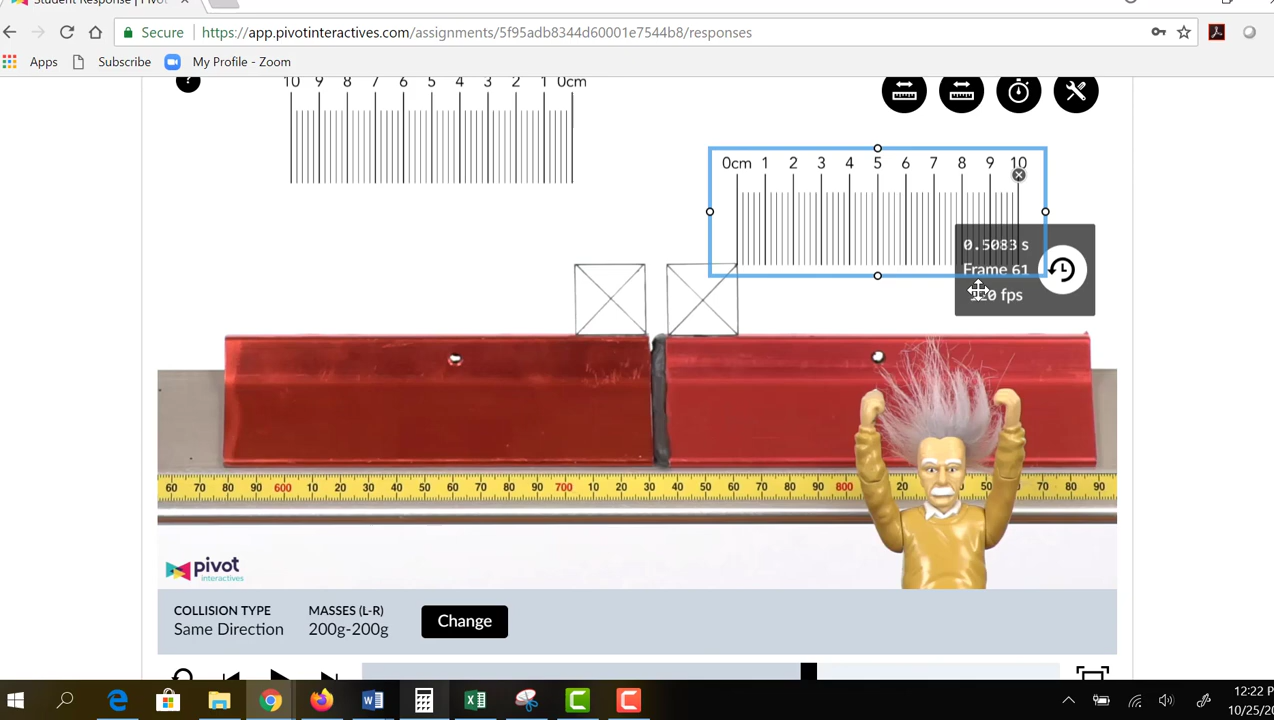 Student Response | Pivot
Secure https://app.pivotinteractives.com/assignments/5f95adb8344d60001e7544b8/responses
Apps Subscribe My Profile - Zoom
?
10 9 8 7 6 5 4 3 2 1 0cm
0cm 1 2 3 4 5 6 7 8 9 10
0.5083 s
Frame 61
fps
60 70 80 90 600 10 20 30 40 50 60 70 80 90 700 10 20 30 40 50 60 70 80 90 800 20 50 60 70 80 90
pivot
interactives
COLLISION TYPE MASSES (L-R)
Same Direction 200g-200g
Change
12:22 P
10/25/20